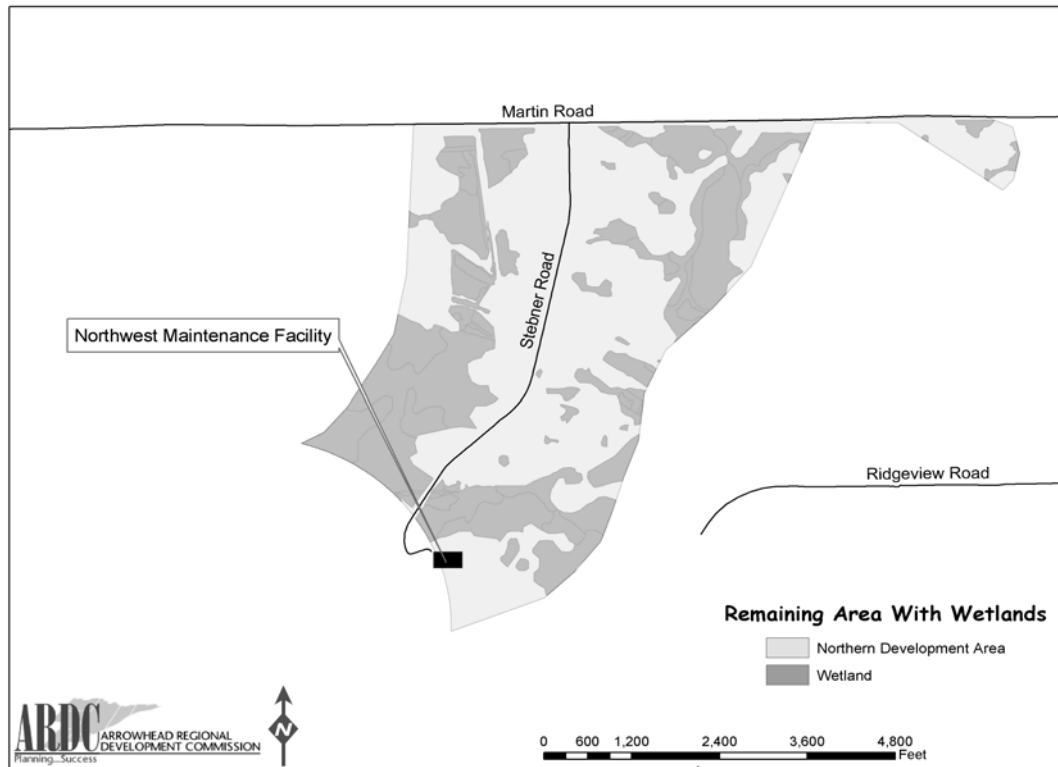 Martin Road
Stebner Road
Northwest Maintenance Facility
Ridgeview Road
Remaining Area With Wetlands
Northern Development Area
Wetland
ARDC
ARROWHEAD REGIONAL
DEVELOPMENT COMMISSION
Planning...Success
N
0 600 1,200 2,400 3,600 4,800
Feet